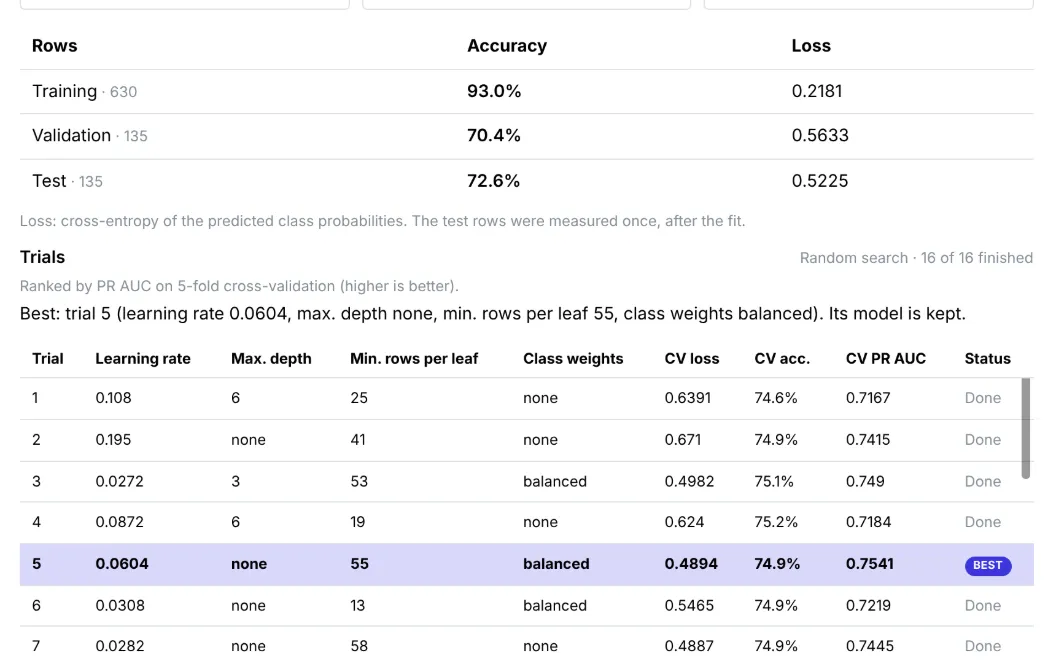 Rows Accuracy Loss
Training · 630 93.0% 0.2181
Validation · 135 70.4% 0.5633
Test · 135 72.6% 0.5225
Loss: cross-entropy of the predicted class probabilities. The test rows were measured once, after the fit.
Trials Random search · 16 of 16 finished
Ranked by PR AUC on 5-fold cross-validation (higher is better).
Best: trial 5 (learning rate 0.0604, max. depth none, min. rows per leaf 55, class weights balanced). Its model is kept.
Trial Learning rate Max. depth Min. rows per leaf Class weights CV loss CV acc. CV PR AUC Status
1 0.108 6 25 none 0.6391 74.6% 0.7167 Done
2 0.195 none 41 none 0.671 74.9% 0.7415 Done
3 0.0272 3 53 balanced 0.4982 75.1% 0.749 Done
4 0.0872 6 19 none 0.624 75.2% 0.7184 Done
5 0.0604 none 55 balanced 0.4894 74.9% 0.7541 BEST
6 0.0308 none 13 balanced 0.5465 74.9% 0.7219 Done
7 0.0282 none 58 none 0.4887 74.9% 0.7445 Done